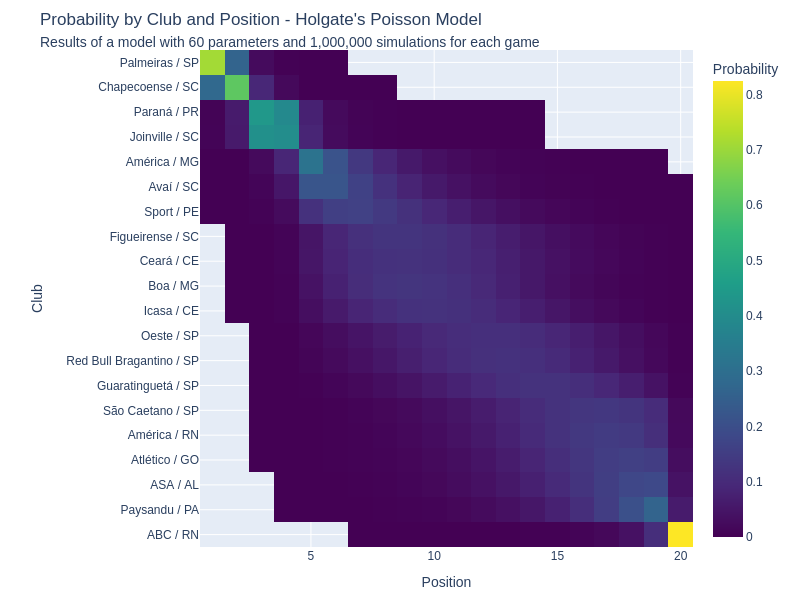 Probability by Club and Position - Holgate's Poisson Model
Results of a model with 60 parameters and 1,000,000 simulations for each game
Probability
Palmeiras / SP
Chapecoense / SC
Paraná / PR
Joinville / SC
América / MG
Avaí / SC
Sport / PE
Figueirense / SC
Ceará / CE
Boa / MG
Icasa / CE
Oeste / SP
Red Bull Bragantino / SP
Guaratinguetá / SP
São Caetano / SP
América / RN
Atlético / GO
ASA / AL
Paysandu / PA
ABC / RN
Club
5
10
15
20
Position
0.8
0.7
0.6
0.5
0.4
0.3
0.2
0.1
0